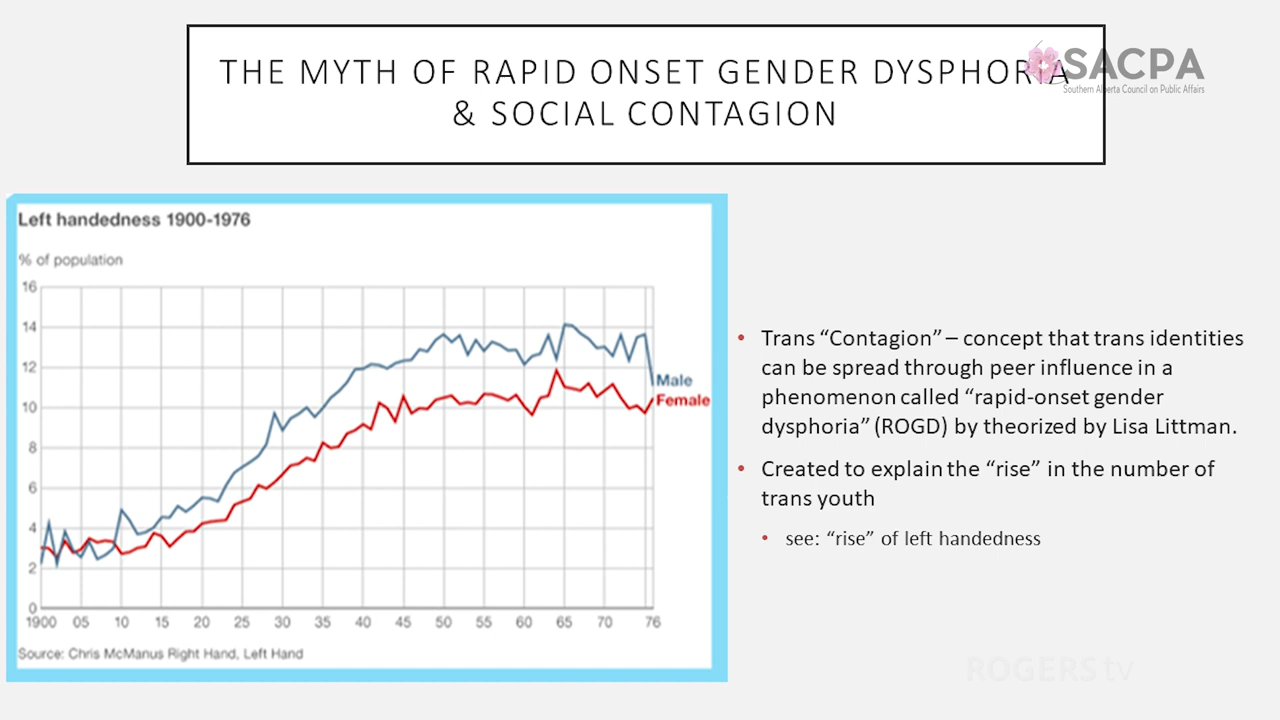 THE MYTH OF RAPID ONSET GENDER DYSPHORIA
& SOCIAL CONTAGION
SACPA
Southern Alberta Council on Public Affairs
Left handedness 1900-1976
% of population
16
14
12
10
8
6
4
2
0
Male
Female
1900 05 10 15 20 25 30 35 40 45 50 55 60 65 70 76
Source: Chris McManus Right Hand, Left Hand
• Trans “Contagion” – concept that trans identities
can be spread through peer influence in a
phenomenon called “rapid-onset gender
dysphoria” (ROGD) by theorized by Lisa Littman.
• Created to explain the “rise” in the number of
trans youth
• see: “rise” of left handedness
ROGERS tv